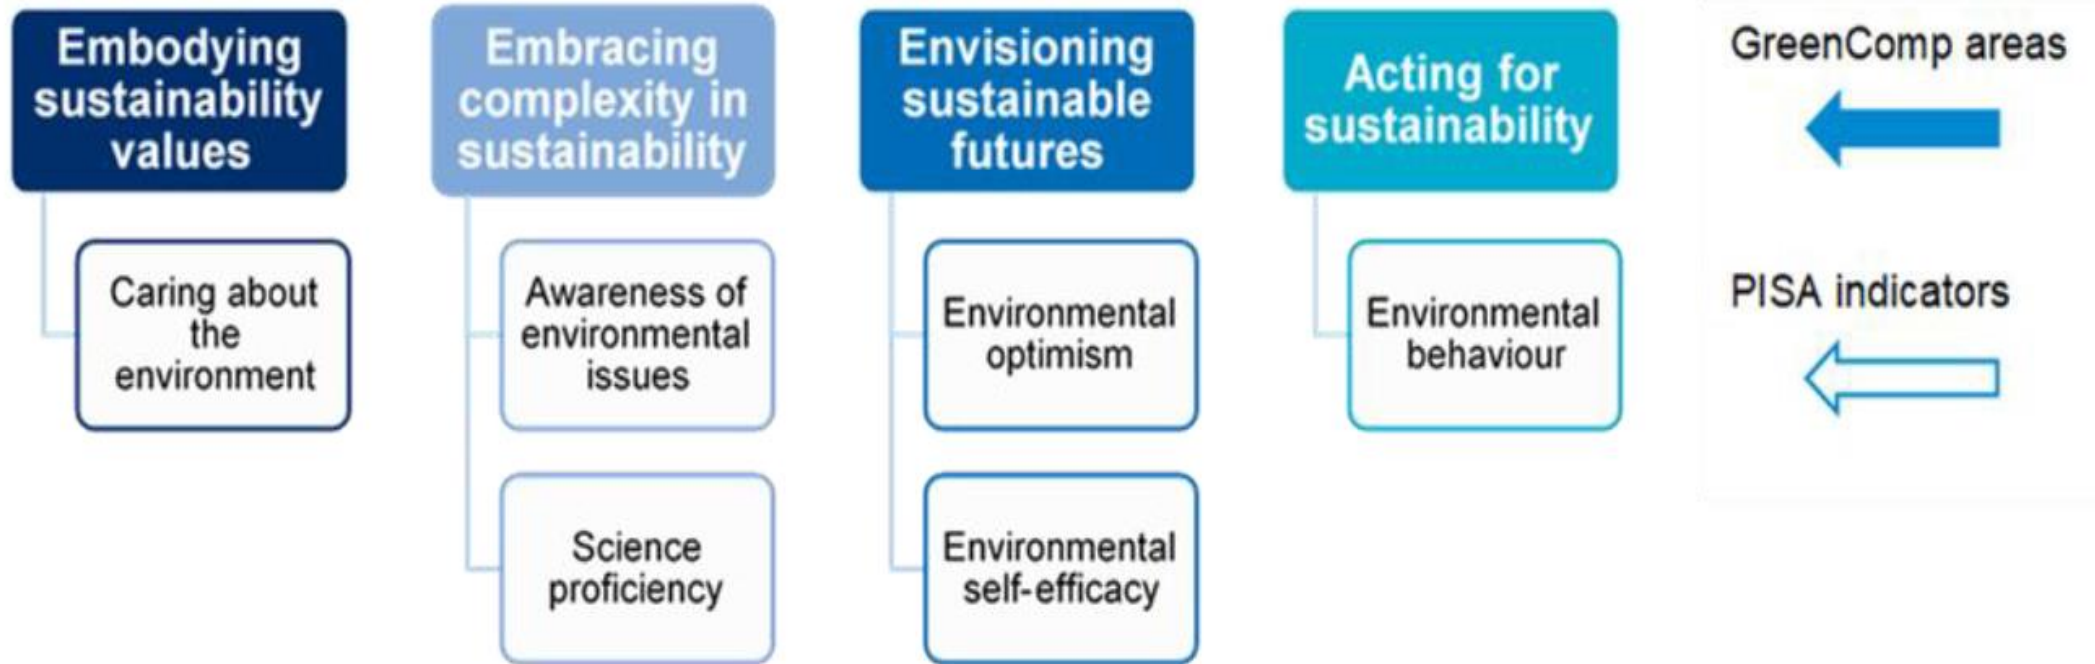 Embodying
sustainability
values
Embracing
complexity in
sustainability
Envisioning
sustainable
futures
Acting for
sustainability
GreenComp areas
Caring about
the
environment
Awareness of
environmental
issues
Environmental
optimism
Environmental
behaviour
PISA indicators
Science
proficiency
Environmental
self-efficacy